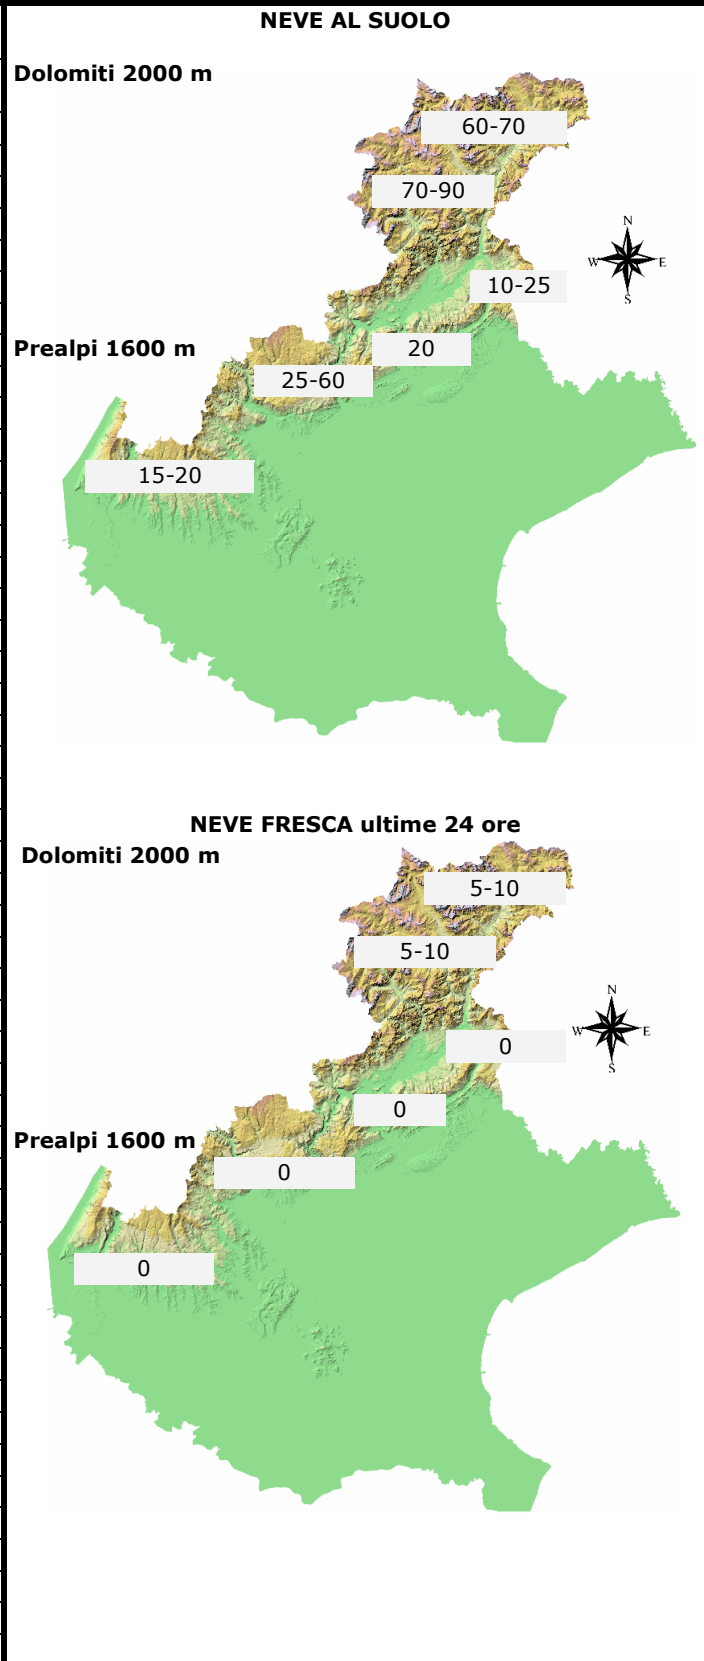 NEVE AL SUOLO
Dolomiti 2000 m
60-70
70-90
N
W E
S
10-25
Prealpi 1600 m
20
25-60
15-20
NEVE FRESCA ultime 24 ore
Dolomiti 2000 m
5-10
5-10
N
W E
S
0
0
Prealpi 1600 m
0
0